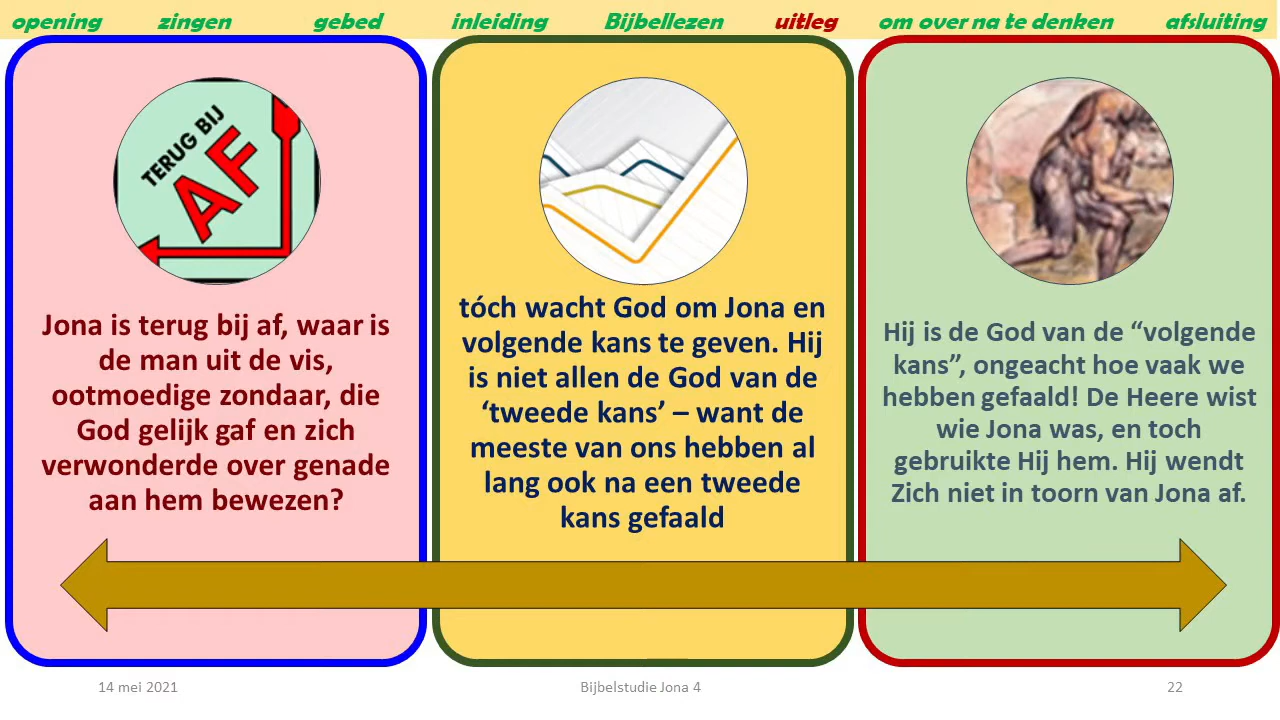 opening zingen gebed inleiding Bijbellezen uitleg om over na te denken afsluiting
TERUG BIJ
AF
Jona is terug bij af, waar is
de man uit de vis,
ootmoedige zondaar, die
God gelijk gaf en zich
verwonderde over genade
aan hem bewezen?
tóch wacht God om Jona en
volgende kans te geven. Hij
is niet allen de God van de
‘tweede kans’ – want de
meeste van ons hebben al
lang ook na een tweede
kans gefaald
Hij is de God van de “volgende
kans”, ongeacht hoe vaak we
hebben gefaald! De Heere wist
wie Jona was, en toch
gebruikte Hij hem. Hij wendt
Zich niet in toorn van Jona af.
14 mei 2021
Bijbelstudie Jona 4
22